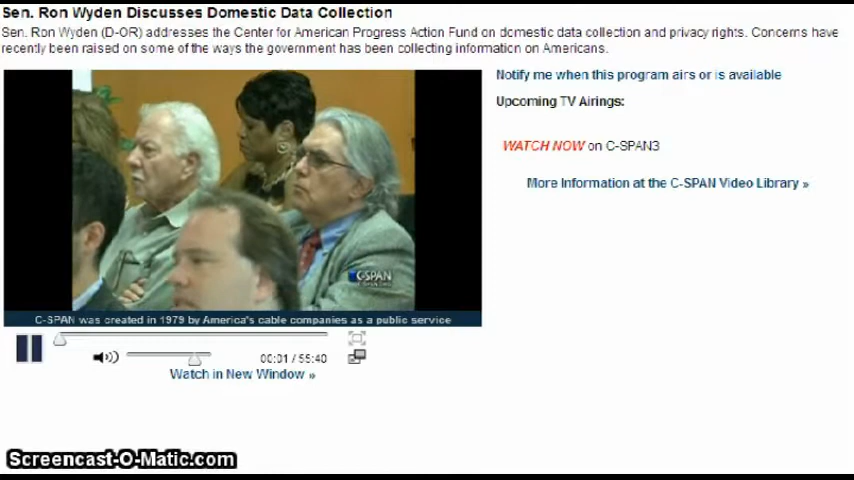 Sen. Ron Wyden Discusses Domestic Data Collection
Sen. Ron Wyden (D-OR) addresses the Center for American Progress Action Fund on domestic data collection and privacy rights. Concerns have
recently been raised on some of the ways the government has been collecting information on Americans.
Notify me when this program airs or is available
Upcoming TV Airings:
WATCH NOW on C-SPAN3
More Information at the C-SPAN Video Library »
C-SPAN
C-SPAN was created in 1979 by America's cable companies as a public service
00:01 / 55:40
Watch in New Window »
Screencast-O-Matic.com